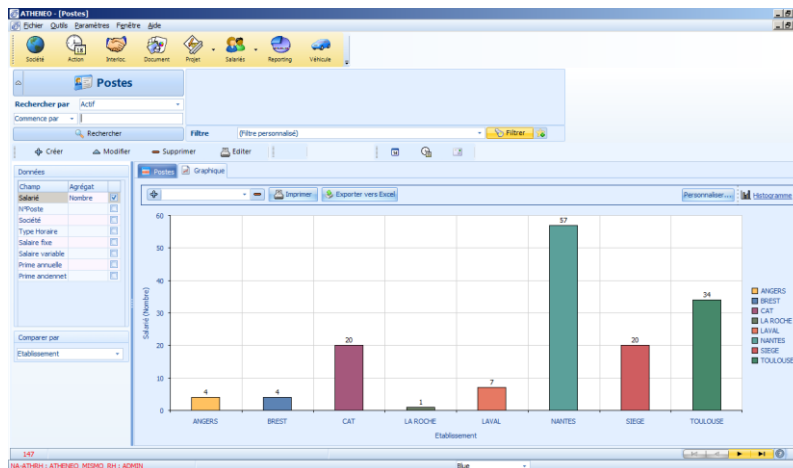 ATHENEO - [Postes]
Fichier Outils Paramètres Fenêtre Aide
Société Action Interloc. Document Projet Salariés Reporting Véhicule
Postes
Rechercher par Actif
Commence par
Rechercher Filtre (Filtre personnalisé) Filtrer
Créer Modifier Supprimer Editer
Données Postes Graphique
Champ Agrégat
Salarié Nombre
N°Poste
Société
Type Horaire
Salaire fixe
Salaire variable
Prime annuelle
Prime anciennet
Imprimer Exporter vers Excel Personnaliser... Histogramme
Comparer par
Etablissement
Salarié (Nombre)
60
50
40
30
20
10
0
4 4 20 1 7 57 20 34
ANGERS BREST CAT LA ROCHE LAVAL NANTES SIEGE TOULOUSE
Etablissement
ANGERS
BREST
CAT
LA ROCHE
LAVAL
NANTES
SIEGE
TOULOUSE
147
NA-ATHRH : ATHENEO_MISMO_RH : ADMIN Blue